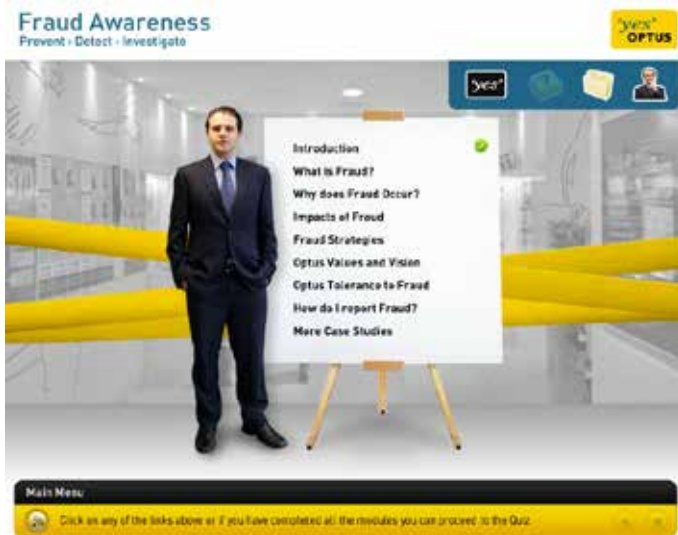 Fraud Awareness
Prevent › Detect › Investigate
'yes'
OPTUS
'yes'
Introduction
What is Fraud?
Why does Fraud Occur?
Impacts of Fraud
Fraud Strategies
Optus Values and Vision
Optus Tolerance to Fraud
How do I report Fraud?
More Case Studies
Main Menu
Click on any of the links above or if you have completed all the modules you can proceed to the Quiz